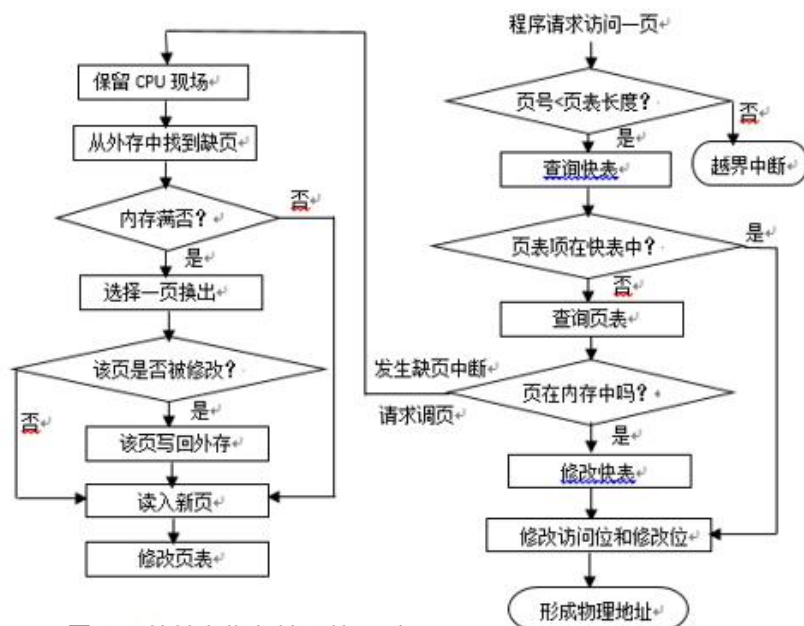 程序请求访问一页
页号<页表长度？
否
是
越界中断
查询快表
页表项在快表中？
是
否
查询页表
发生缺页中断
页在内存中吗？
请求调页
是
修改快表
修改访问位和修改位
形成物理地址
保留 CPU 现场
从外存中找到缺页
内存满否？
否
是
选择一页换出
该页是否被修改？
否
是
该页写回外存
读入新页
修改页表